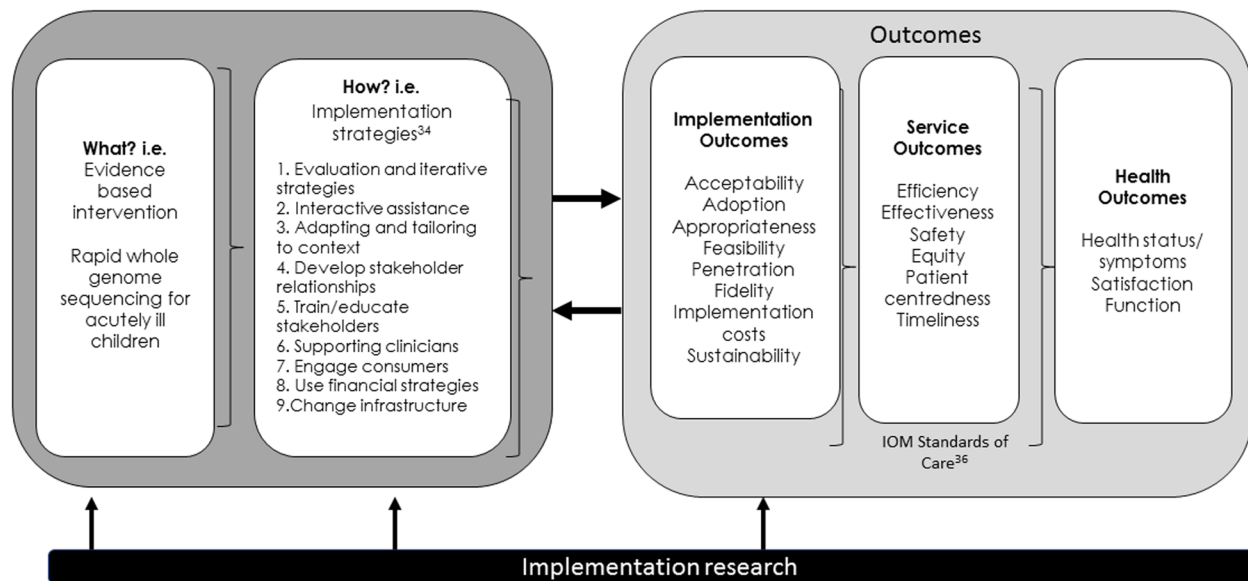 What? i.e.
Evidence
based
intervention
Rapid whole
genome
sequencing for
acutely ill
children
How? i.e.
Implementation
strategies³⁴
1. Evaluation and iterative
strategies
2. Interactive assistance
3. Adapting and tailoring
to context
4. Develop stakeholder
relationships
5. Train/educate
stakeholders
6. Supporting clinicians
7. Engage consumers
8. Use financial strategies
9.Change infrastructure
Outcomes
Implementation
Outcomes
Acceptability
Adoption
Appropriateness
Feasibility
Penetration
Fidelity
Implementation
costs
Sustainability
Service
Outcomes
Efficiency
Effectiveness
Safety
Equity
Patient
centredness
Timeliness
IOM Standards of
Care³⁶
Health
Outcomes
Health status/
symptoms
Satisfaction
Function
Implementation research